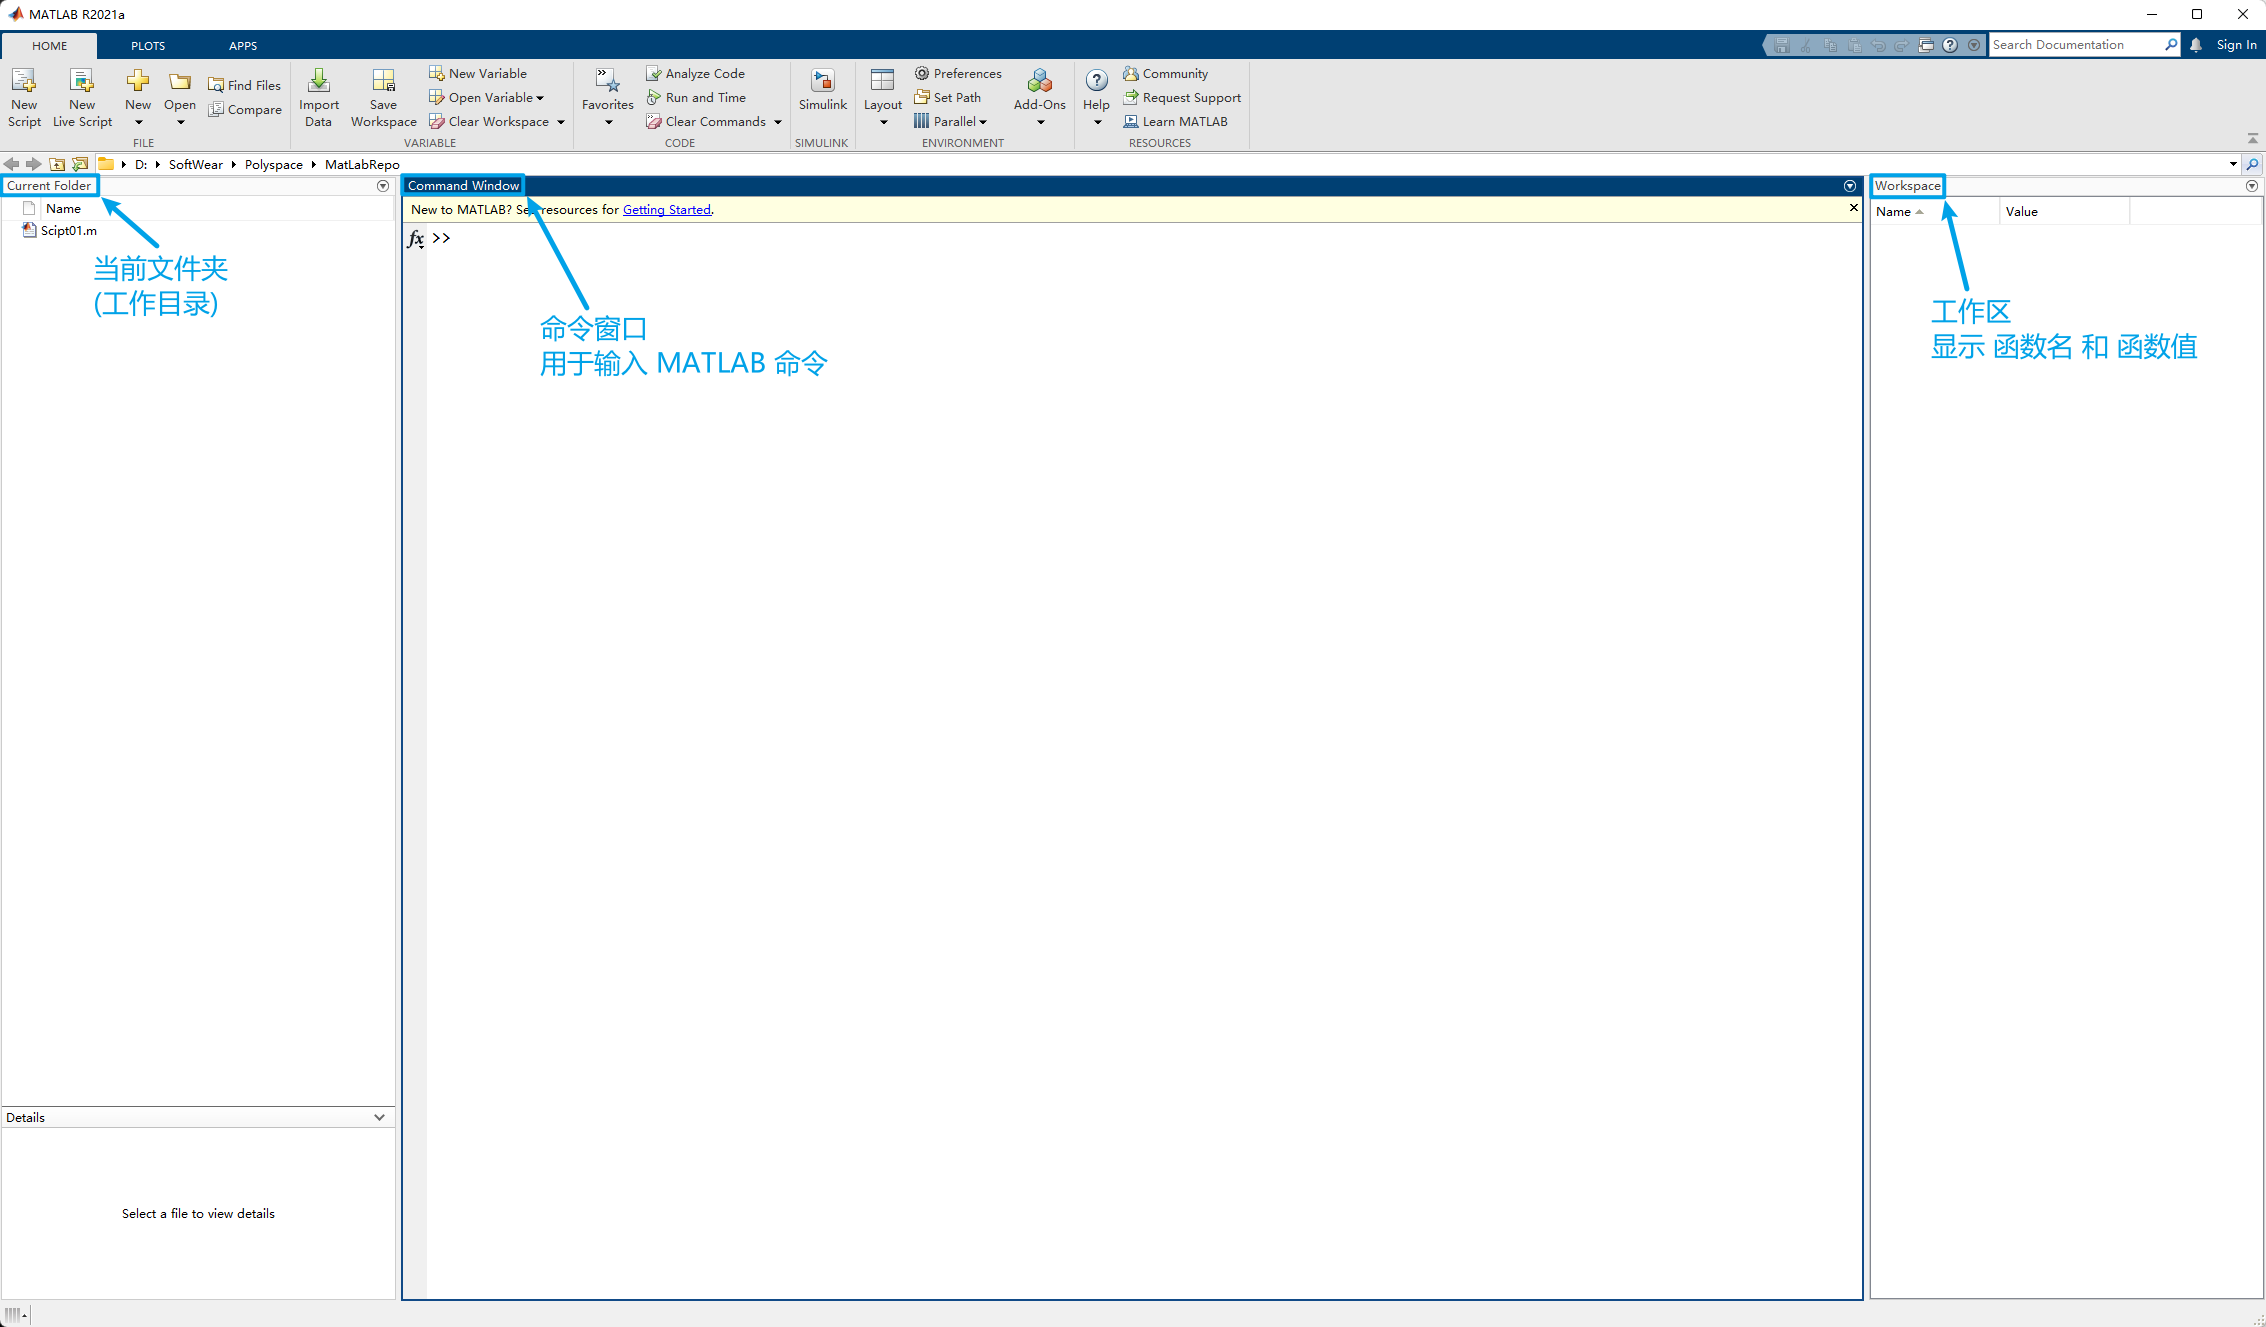 MATLAB R2021a
HOME
PLOTS
APPS
Search Documentation
Sign In
New Script
New Live Script
New
Open
Find Files
Compare
FILE
Import Data
Save Workspace
New Variable
Open Variable
Clear Workspace
VARIABLE
Favorites
Analyze Code
Run and Time
Clear Commands
CODE
Simulink
SIMULINK
Layout
Preferences
Set Path
Parallel
Add-Ons
ENVIRONMENT
Help
Community
Request Support
Learn MATLAB
RESOURCES
D: SoftWear Polyspace MatLabRepo
Current Folder
Name
Scipt01.m
当前文件夹
(工作目录)
Details
Select a file to view details
Command Window
New to MATLAB? See resources for Getting Started.
fx >>
命令窗口
用于输入 MATLAB 命令
Workspace
Name
Value
工作区
显示 函数名 和 函数值